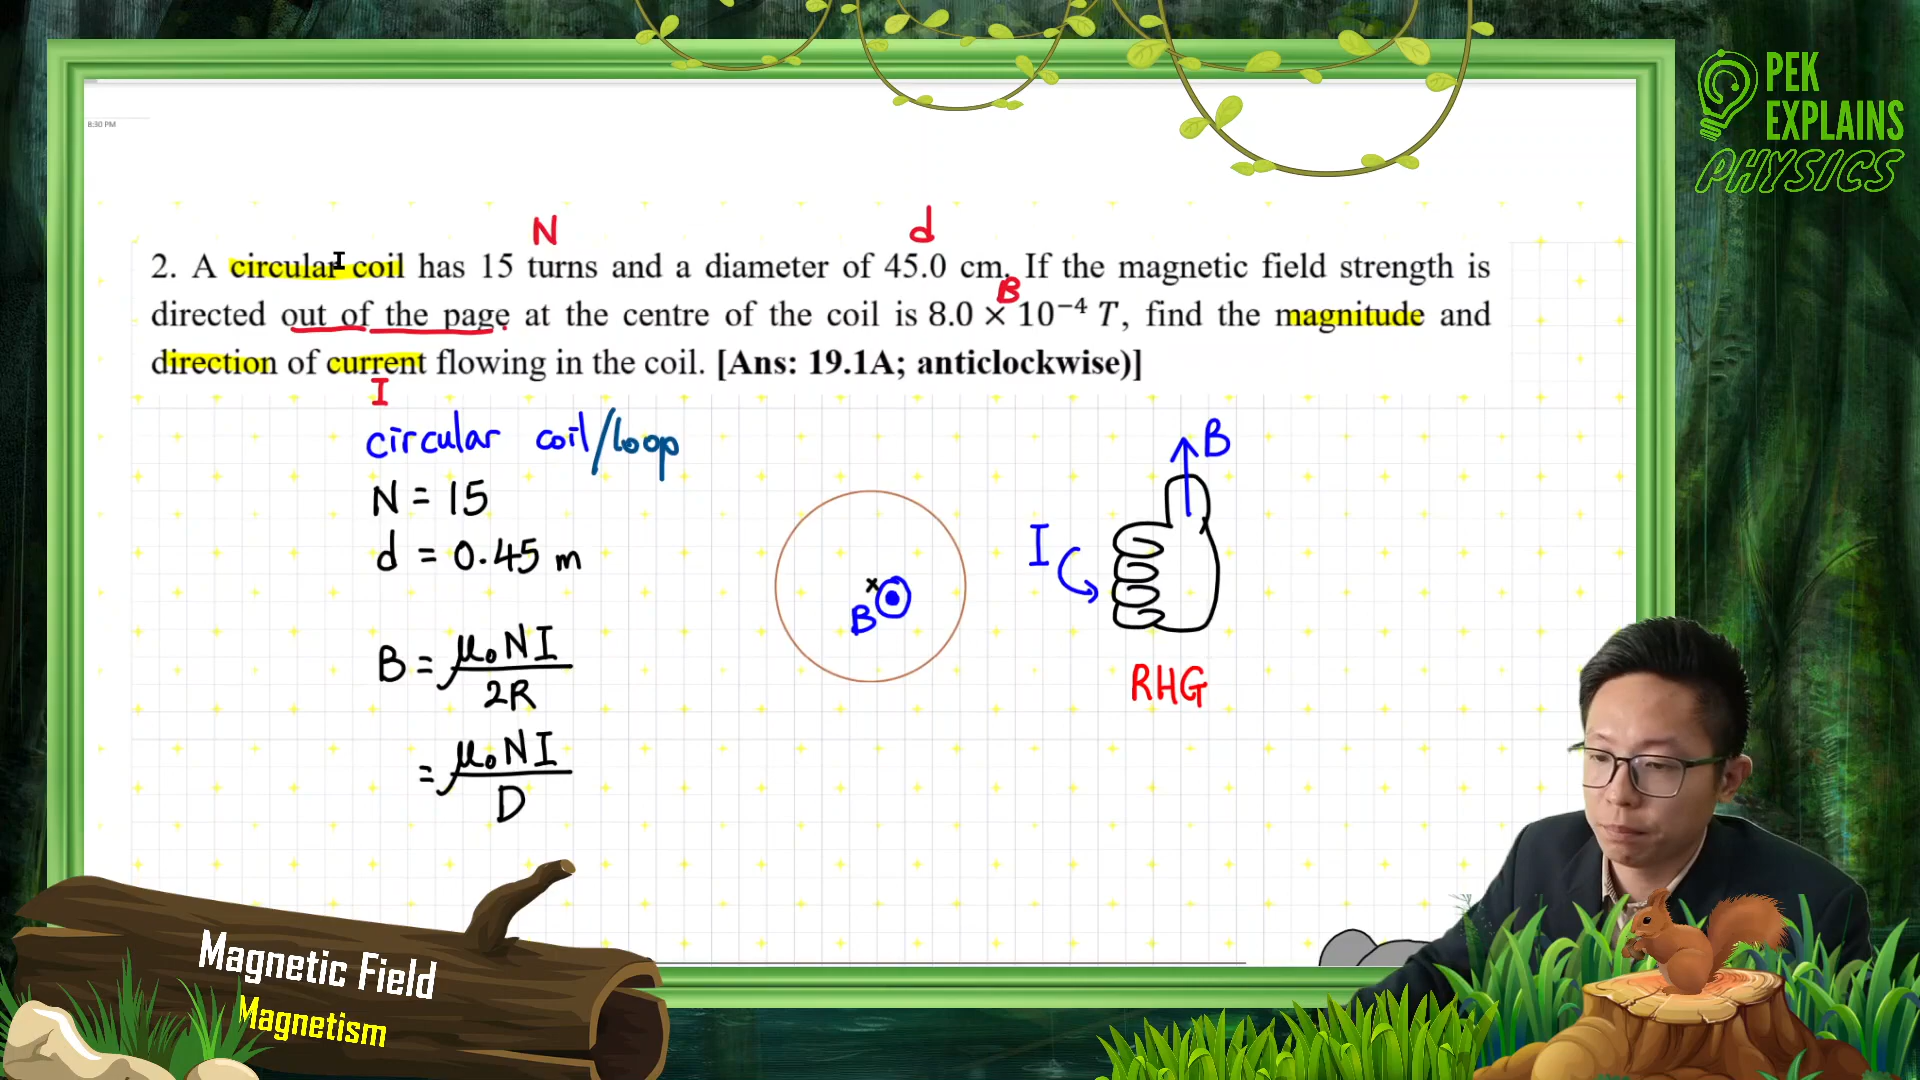 PEK
EXPLAINS
PHYSICS
8:30 PM
N
d
2. A circular coil has 15 turns and a diameter of 45.0 cm. If the magnetic field strength is
B
directed out of the page at the centre of the coil is 8.0 × 10⁻⁴ T, find the magnitude and
direction of current flowing in the coil. [Ans: 19.1A; anticlockwise)]
I
circular coil/loop
N = 15
d = 0.45 m
B = μ₀NI / 2R
= μ₀NI / D
x
B
B
I
RHG
Magnetic Field
Magnetism